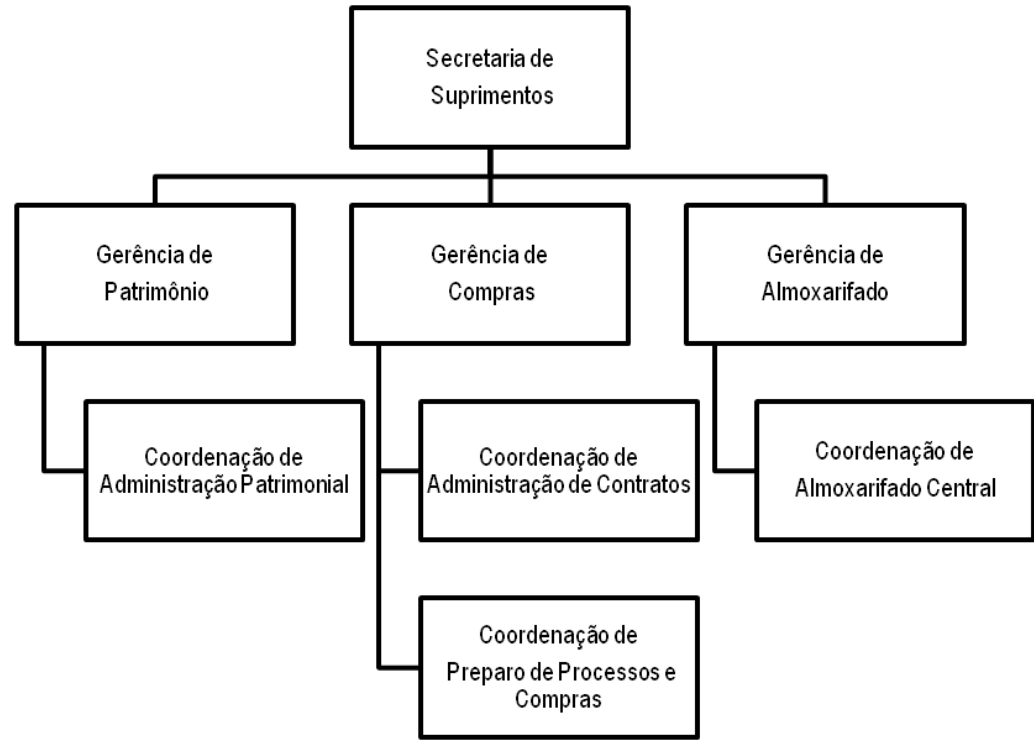 Secretaria de
Suprimentos
Gerência de
Patrimônio
Gerência de
Compras
Gerência de
Almoxarifado
Coordenação de
Administração Patrimonial
Coordenação de
Administração de Contratos
Coordenação de
Almoxarifado Central
Coordenação de
Preparo de Processos e
Compras